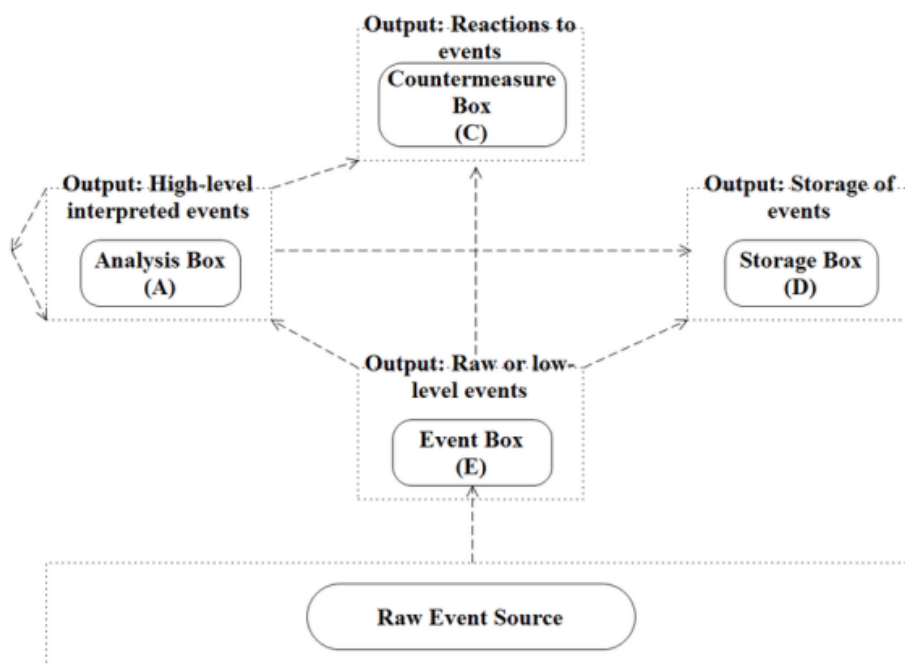 Output: Reactions to
events
Countermeasure
Box
(C)
Output: High-level
interpreted events
Analysis Box
(A)
Output: Storage of
events
Storage Box
(D)
Output: Raw or low-
level events
Event Box
(E)
Raw Event Source